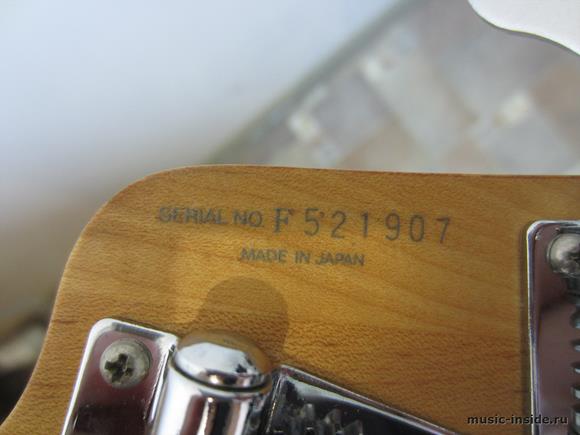 SERIAL NO. F 521907
MADE IN JAPAN
music-inside.ru